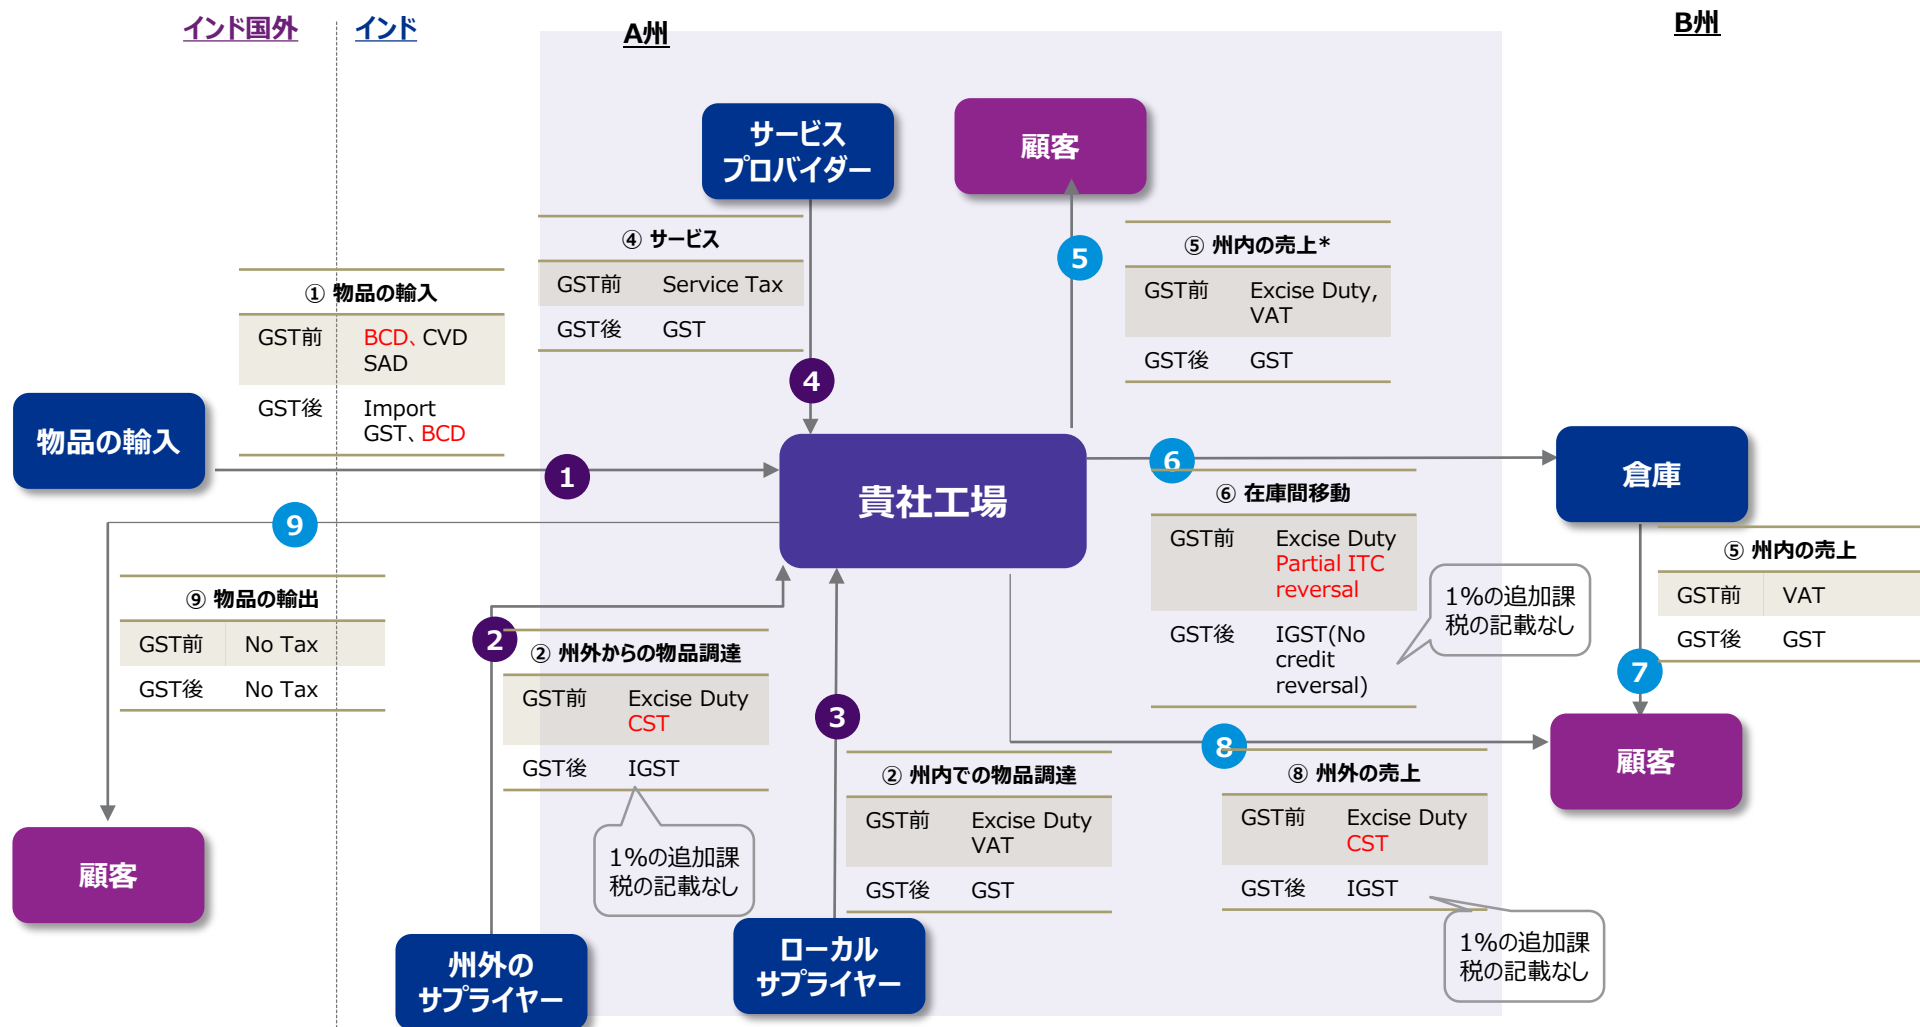 インド国外
インド
A州
B州
サービス
プロバイダー
顧客
④ サービス
GST前 Service Tax
GST後 GST
4
5
⑤ 州内の売上*
GST前 Excise Duty,
VAT
GST後 GST
① 物品の輸入
GST前 BCD、CVD
SAD
GST後 Import
GST、BCD
物品の輸入
1
貴社工場
6
倉庫
⑥ 在庫間移動
GST前 Excise Duty
Partial ITC
reversal
GST後 IGST(No
credit
reversal)
1%の追加課
税の記載なし
⑤ 州内の売上
GST前 VAT
GST後 GST
7
顧客
9
⑨ 物品の輸出
GST前 No Tax
GST後 No Tax
顧客
2
② 州外からの物品調達
GST前 Excise Duty
CST
GST後 IGST
1%の追加課
税の記載なし
州外の
サプライヤー
3
② 州内での物品調達
GST前 Excise Duty
VAT
GST後 GST
ローカル
サプライヤー
8
⑧ 州外の売上
GST前 Excise Duty
CST
GST後 IGST
1%の追加課
税の記載なし